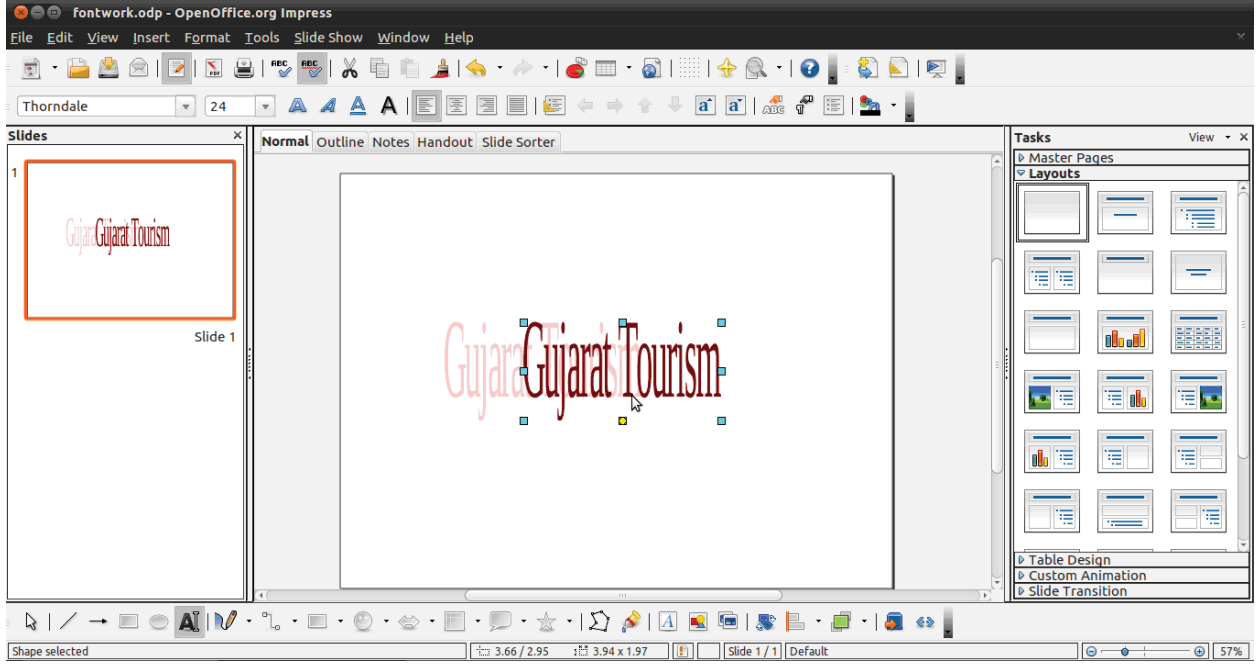 fontwork.odp - OpenOffice.org Impress
File Edit View Insert Format Tools Slide Show Window Help
Thorndale 24
Slides
Normal Outline Notes Handout Slide Sorter
Tasks View
Master Pages
Layouts
1
Gujarat Tourism
Slide 1
Gujarat Tourism
Table Design
Custom Animation
Slide Transition
Shape selected 3.66 / 2.95 3.94 x 1.97 Slide 1 / 1 Default 57%